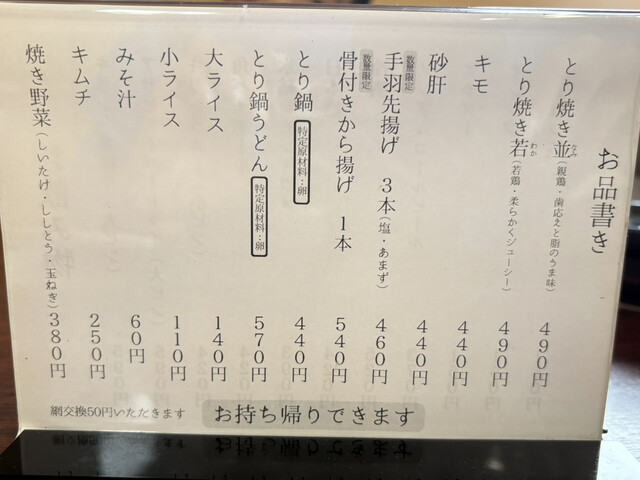 お品書き
とり焼き並(親鶏・歯応えと脂のうま味) 490円
なみ
とり焼き若(若鶏・柔らかくジューシー) 490円
わか
キモ 440円
砂肝 440円
数量限定
手羽先揚げ 3本(塩・あまず) 460円
数量限定
骨付きから揚げ 1本 540円
とり鍋 特定原材料:卵 440円
とり鍋うどん 特定原材料:卵 570円
大ライス 140円
小ライス 110円
みそ汁 60円
キムチ 250円
焼き野菜(しいたけ・ししとう・玉ねぎ) 380円
お持ち帰りできます
網交換50円いただきます